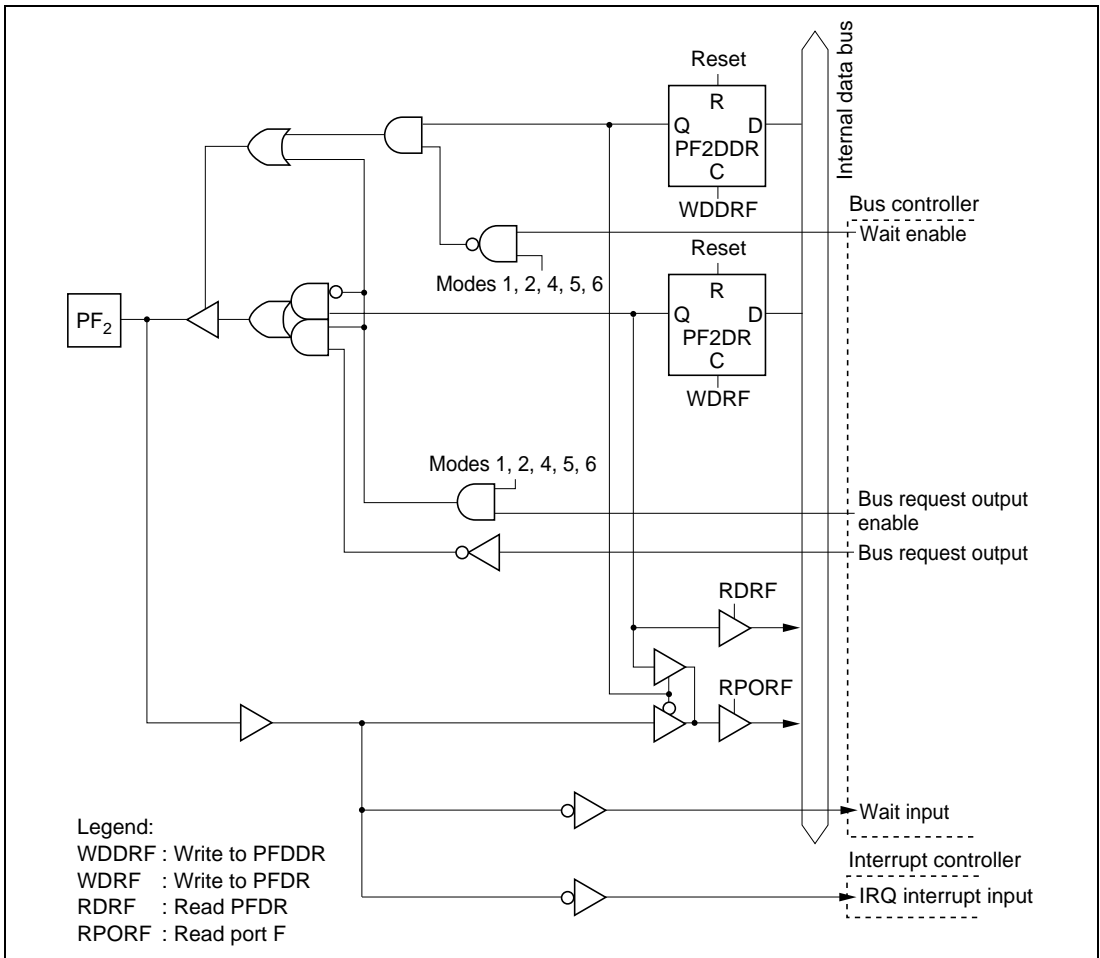 Reset
R
Q D
PF2DDR
C
WDDRF
Internal data bus
Bus controller
Wait enable
Modes 1, 2, 4, 5, 6
Reset
R
Q D
PF2DR
C
WDRF
PF2
Modes 1, 2, 4, 5, 6
Bus request output
enable
Bus request output
RDRF
RPORF
Wait input
Interrupt controller
IRQ interrupt input
Legend:
WDDRF : Write to PFDDR
WDRF : Write to PFDR
RDRF : Read PFDR
RPORF : Read port F